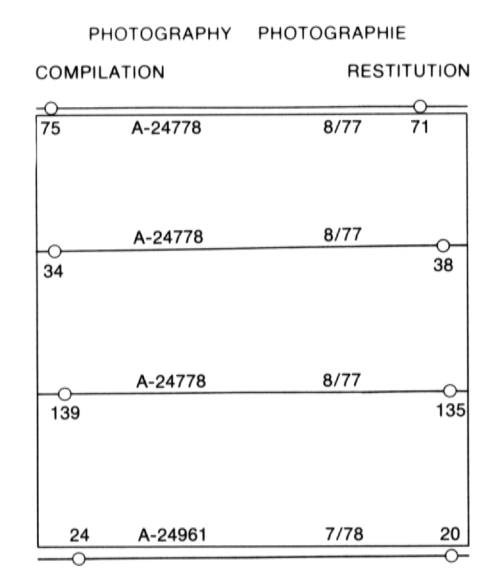 PHOTOGRAPHY PHOTOGRAPHIE
COMPILATION RESTITUTION
75 A-24778 8/77 71
A-24778 8/77
34 38
A-24778 8/77
139 135
24 A-24961 7/78 20